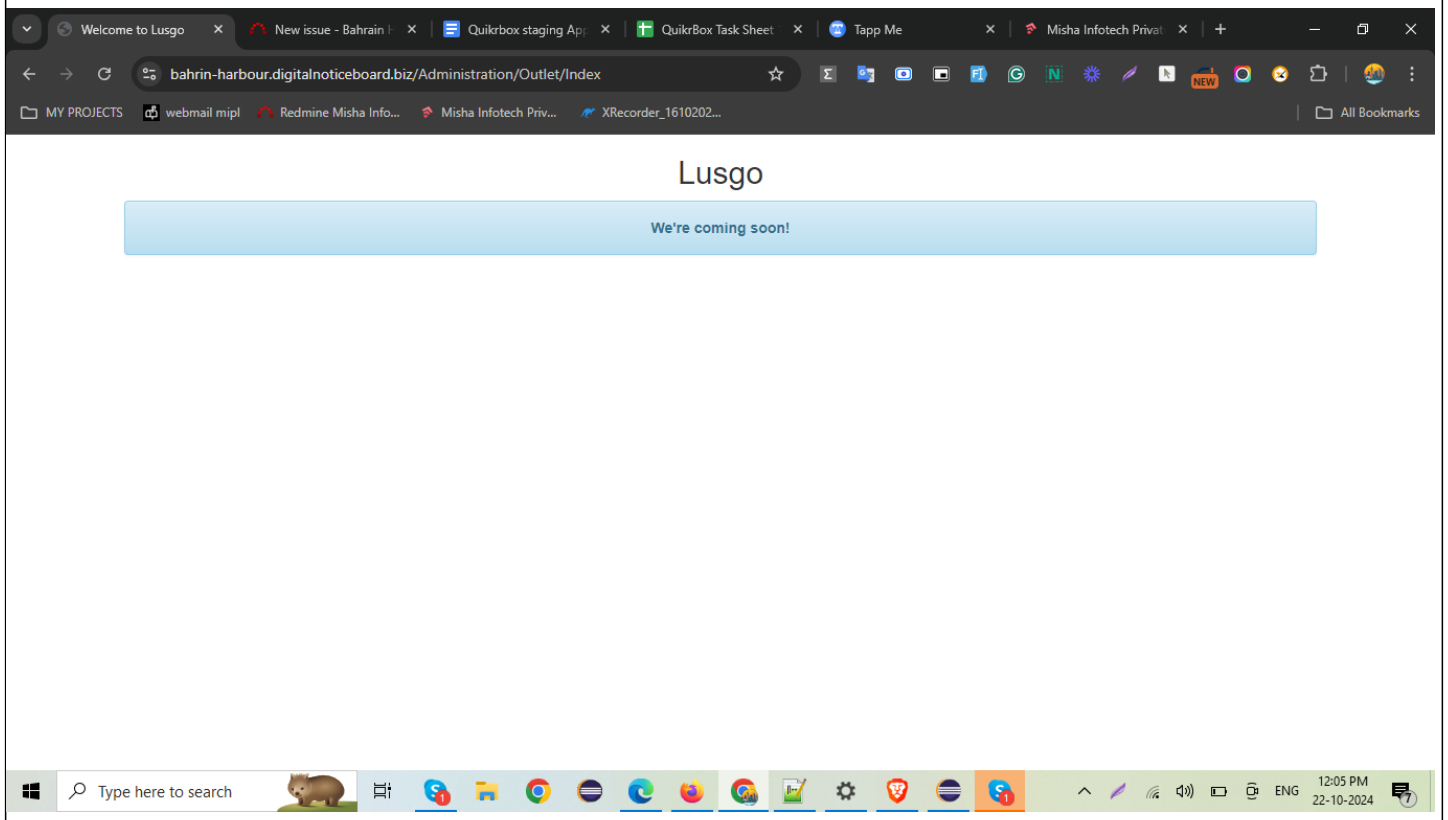 Welcome to Lusgo
New issue - Bahrain H
Quikrbox staging App
QuikrBox Task Sheet
Tapp Me
Misha Infotech Privat
bahrin-harbour.digitalnoticeboard.biz/Administration/Outlet/Index
NEW
MY PROJECTS
webmail mipl
Redmine Misha Info...
Misha Infotech Priv...
XRecorder_1610202...
All Bookmarks
Lusgo
We're coming soon!
Type here to search
ENG
12:05 PM
22-10-2024
7